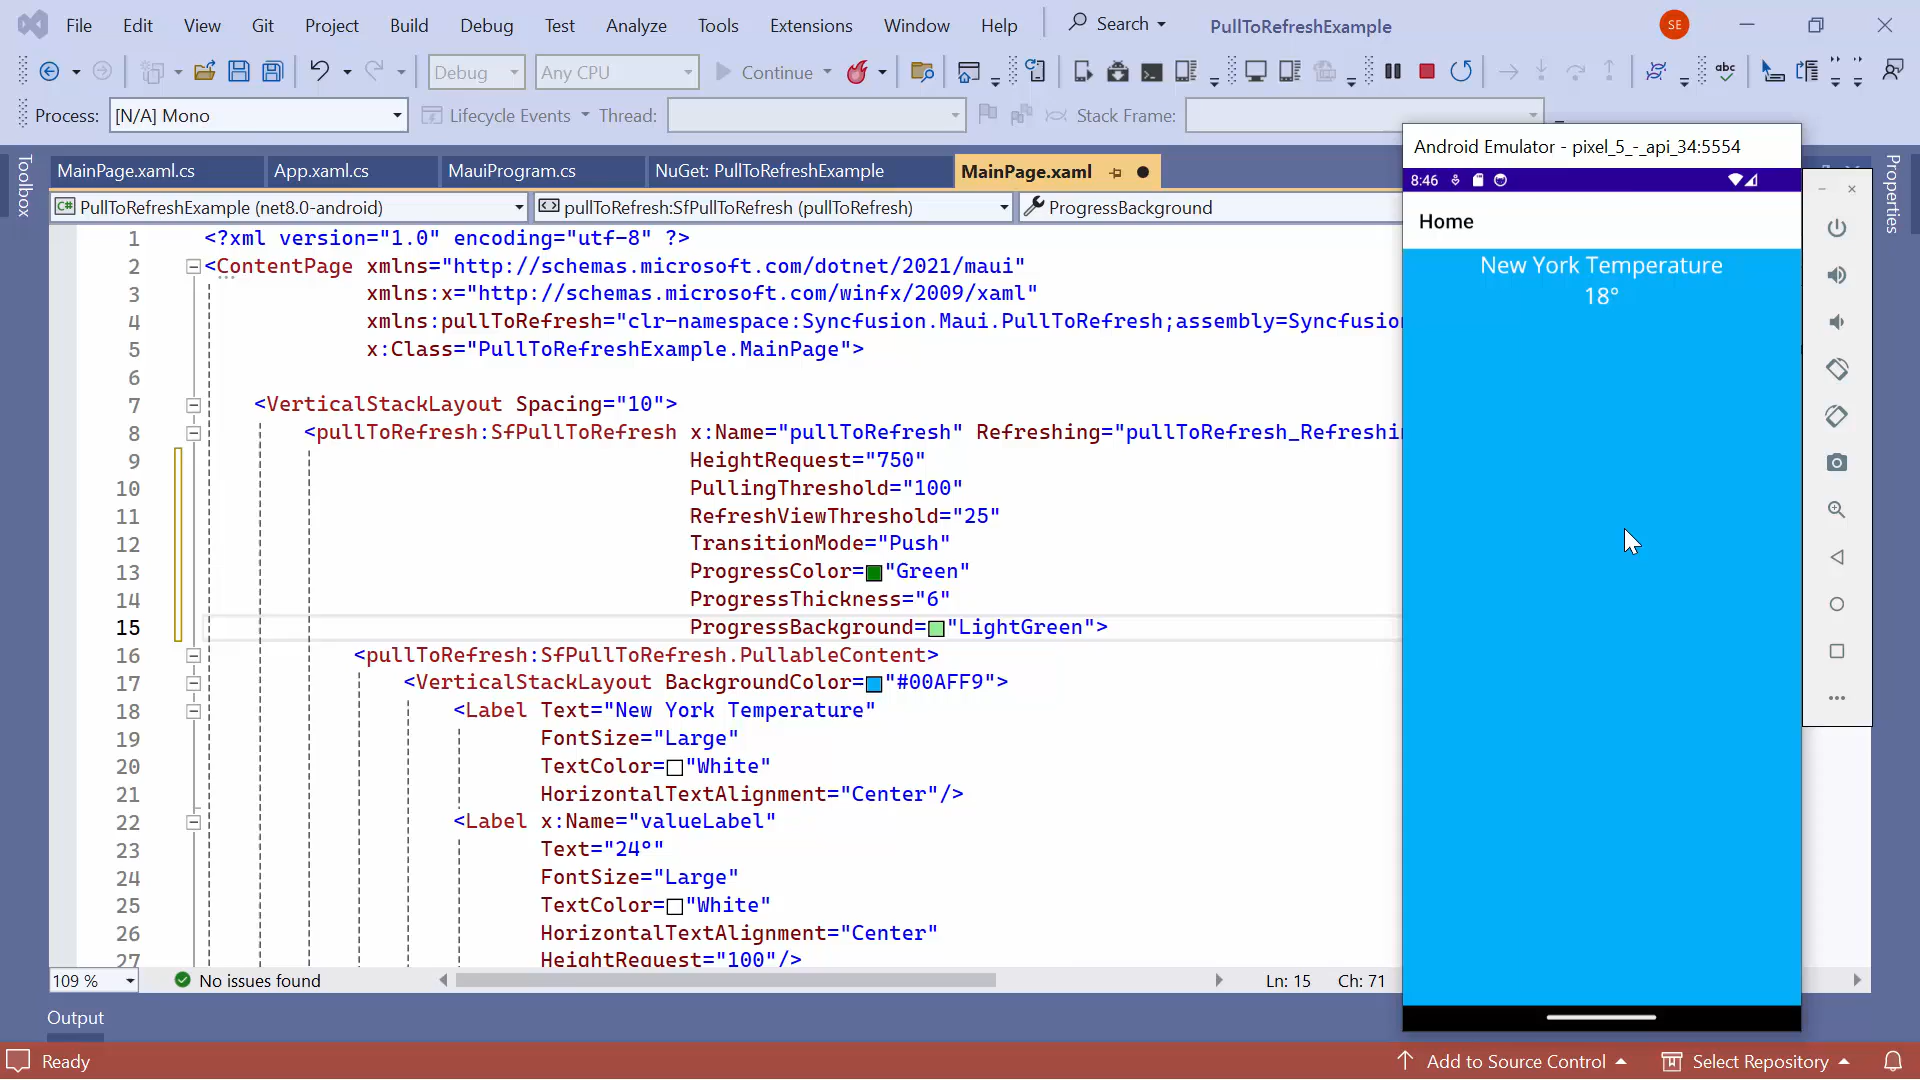 File Edit View Git Project Build Debug Test Analyze Tools Extensions Window Help Search PullToRefreshExample SE
Debug Any CPU Continue abc
Process: [N/A] Mono Lifecycle Events Thread: Stack Frame:
Toolbox
MainPage.xaml.cs App.xaml.cs MauiProgram.cs NuGet: PullToRefreshExample MainPage.xaml
PullToRefreshExample (net8.0-android) pullToRefresh:SfPullToRefresh (pullToRefresh) ProgressBackground
1 <?xml version="1.0" encoding="utf-8" ?>
2 <ContentPage xmlns="http://schemas.microsoft.com/dotnet/2021/maui"
3 xmlns:x="http://schemas.microsoft.com/winfx/2009/xaml"
4 xmlns:pullToRefresh="clr-namespace:Syncfusion.Maui.PullToRefresh;assembly=Syncfusion
5 x:Class="PullToRefreshExample.MainPage">
6
7 <VerticalStackLayout Spacing="10">
8 <pullToRefresh:SfPullToRefresh x:Name="pullToRefresh" Refreshing="pullToRefresh_Refreshi
9 HeightRequest="750"
10 PullingThreshold="100"
11 RefreshViewThreshold="25"
12 TransitionMode="Push"
13 ProgressColor="Green"
14 ProgressThickness="6"
15 ProgressBackground="LightGreen">
16 <pullToRefresh:SfPullToRefresh.PullableContent>
17 <VerticalStackLayout BackgroundColor="#00AFF9">
18 <Label Text="New York Temperature"
19 FontSize="Large"
20 TextColor="White"
21 HorizontalTextAlignment="Center"/>
22 <Label x:Name="valueLabel"
23 Text="24°"
24 FontSize="Large"
25 TextColor="White"
26 HorizontalTextAlignment="Center"
27 HeightRequest="100"/>
109 % No issues found Ln: 15 Ch: 71
Output
Ready Add to Source Control Select Repository
Android Emulator - pixel_5_-_api_34:5554
8:46
Home
New York Temperature
18°
Properties